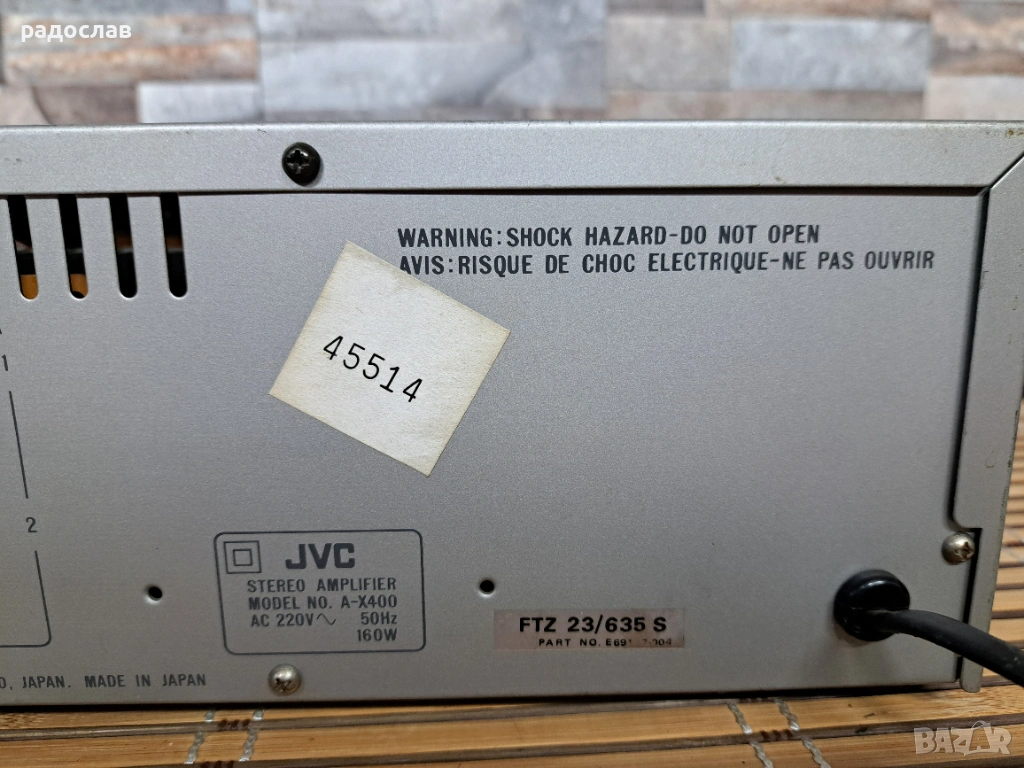 радослав
WARNING: SHOCK HAZARD-DO NOT OPEN
AVIS: RISQUE DE CHOC ELECTRIQUE-NE PAS OUVRIR
45514
1
2
JVC
STEREO AMPLIFIER
MODEL NO. A-X400
AC 220V～ 50Hz
160W
FTZ 23/635 S
PART NO.
JAPAN. MADE IN JAPAN
BAZAR